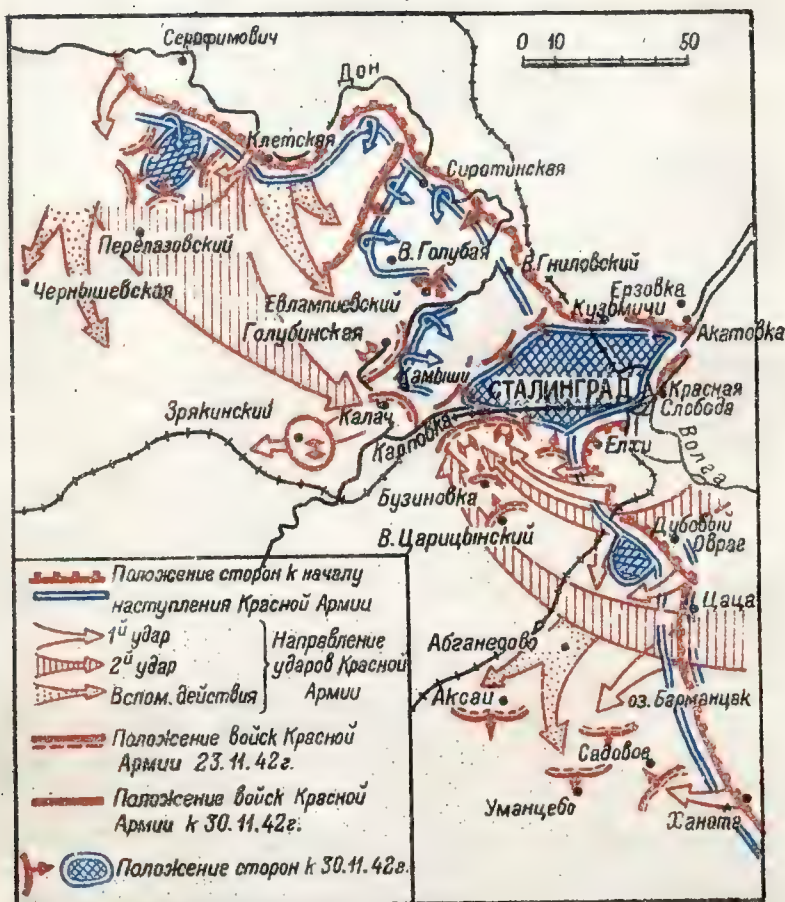 Серафимович
0 10 50
Дон
Клетская
Сиротинская
Перелазовский
В. Голубая
В. Гниловский
Чернышевская
Евлампиевский
Ерзовка
Кузьмичи
Голубинская
Акатовка
Камыши
СТАЛИНГРАД
Красная
Слобода
Зрякинский
Калач
Карповка
Елхи
Волга
Бузиновка
Дубовый
Овраг
В. Царицынский
Цаца
Абганедово
Аксай
оз. Барманцак
Садовое
Уманцево
Ханата
Положение сторон к началу
наступления Красной Армии
1й удар
2й удар
Вспом. действия
Направление
ударов Красной
Армии
Положение войск Красной
Армии 23.11.42г.
Положение войск Красной
Армии к 30.11.42г.
Положение сторон к 30.11.42г.